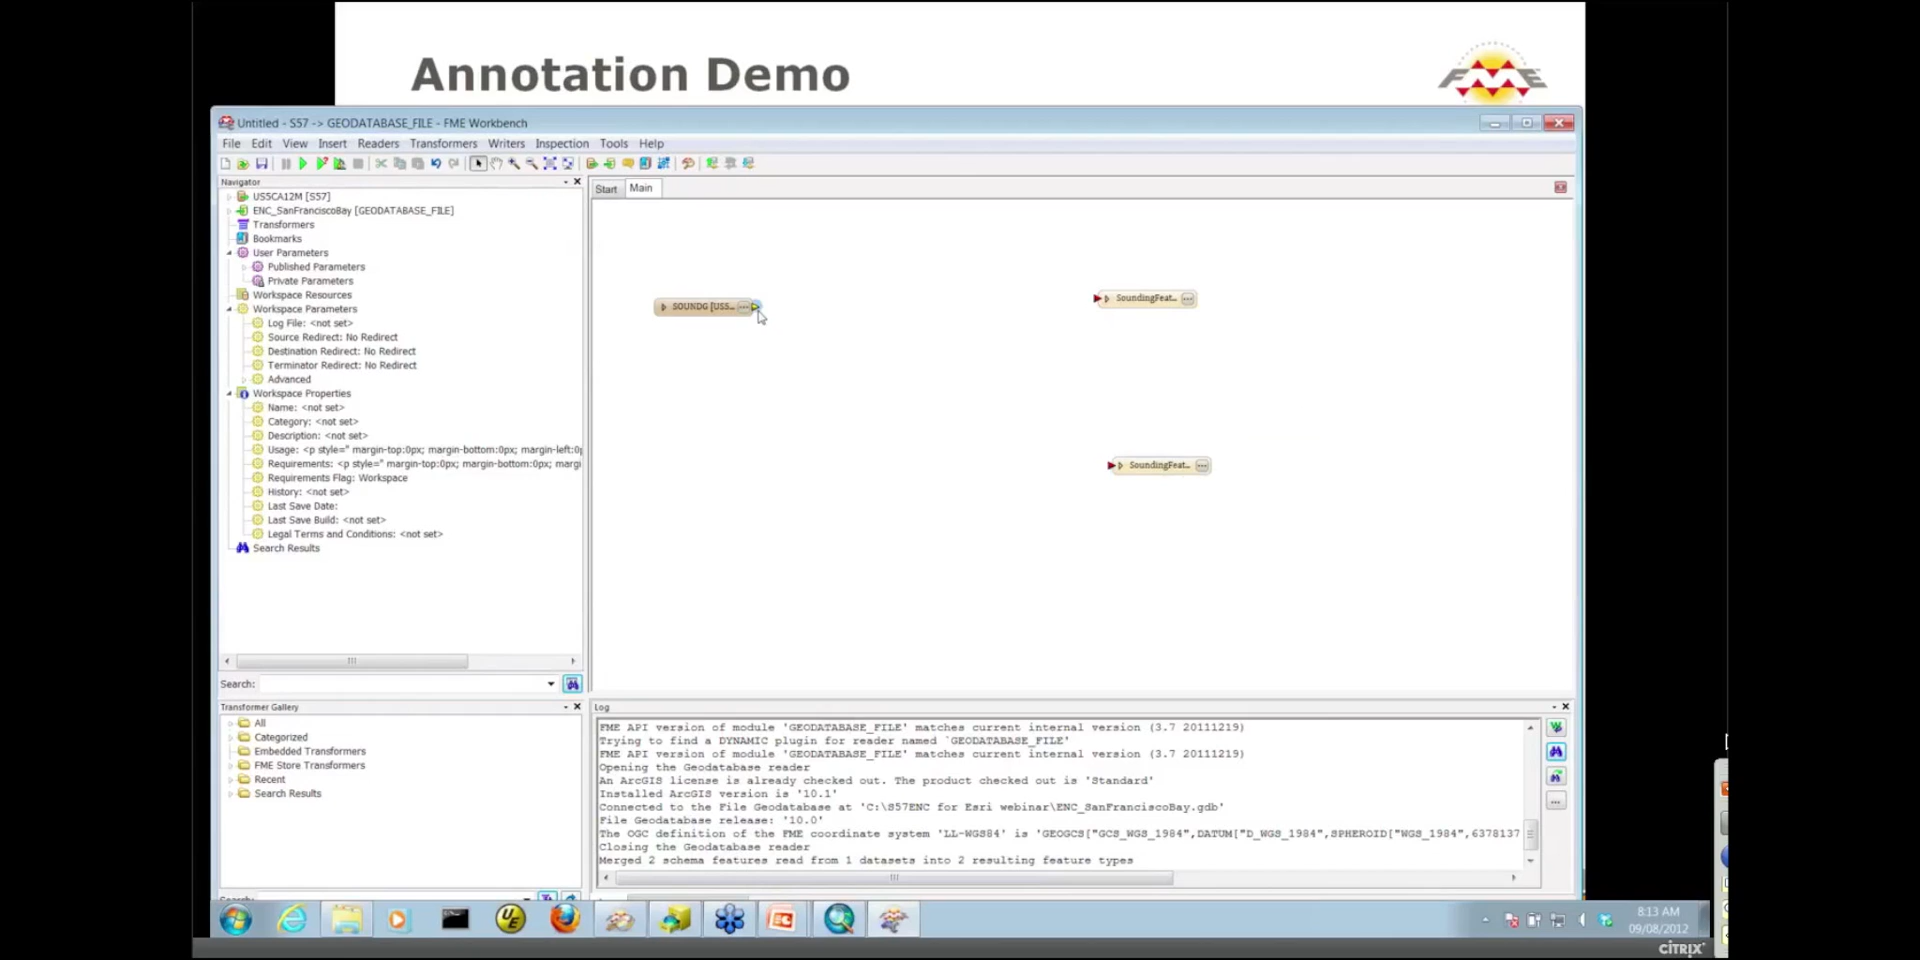 Annotation Demo
FME
Untitled - S57 -> GEODATABASE_FILE - FME Workbench
File Edit View Insert Readers Transformers Writers Inspection Tools Help
Navigator
US5CA12M [S57]
ENC_SanFranciscoBay [GEODATABASE_FILE]
Transformers
Bookmarks
User Parameters
Published Parameters
Private Parameters
Workspace Resources
Workspace Parameters
Log File: <not set>
Source Redirect: No Redirect
Destination Redirect: No Redirect
Terminator Redirect: No Redirect
Advanced
Workspace Properties
Name: <not set>
Category: <not set>
Description: <not set>
Usage: <p style=" margin-top:0px; margin-bottom:0px; margin-left:0p
Requirements: <p style=" margin-top:0px; margin-bottom:0px; margi
Requirements Flag: Workspace
History: <not set>
Last Save Date:
Last Save Build: <not set>
Legal Terms and Conditions: <not set>
Search Results
Search:
Start Main
SOUNDG [US5...
SoundingFeat...
SoundingFeat...
Transformer Gallery
All
Categorized
Embedded Transformers
FME Store Transformers
Recent
Search Results
Log
FME API version of module 'GEODATABASE_FILE' matches current internal version (3.7 20111219)
Trying to find a DYNAMIC plugin for reader named `GEODATABASE_FILE'
FME API version of module 'GEODATABASE_FILE' matches current internal version (3.7 20111219)
Opening the Geodatabase reader
An ArcGIS license is already checked out. The product checked out is 'Standard'
Installed ArcGIS version is '10.1'
Connected to the File Geodatabase at 'C:\S57ENC for Esri webinar\ENC_SanFranciscoBay.gdb'
File Geodatabase release: '10.0'
The OGC definition of the FME coordinate system 'LL-WGS84' is 'GEOGCS["GCS_WGS_1984",DATUM["D_WGS_1984",SPHEROID["WGS_1984",6378137
Closing the Geodatabase reader
Merged 2 schema features read from 1 datasets into 2 resulting feature types
UE
8:13 AM
09/08/2012
CITRIX